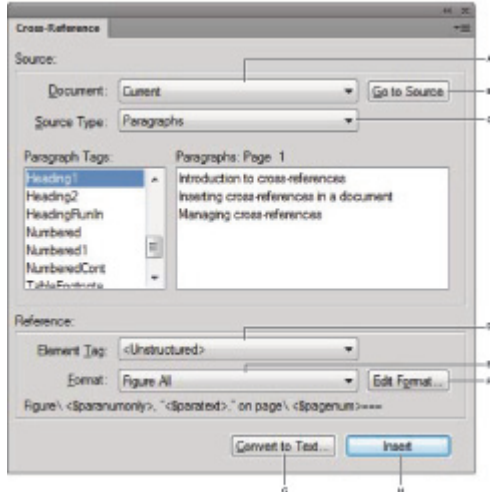 Cross-Reference
Source:
A
Document: Current Go to Source
B
Source Type: Paragraphs
C
Paragraph Tags: Paragraphs: Page 1
Heading1 Introduction to cross-references
Heading2 Inserting cross-references in a document
HeadingRunIn Managing cross-references
Numbered
Numbered1
NumberedCont
TableFootnote
Reference:
D
Element Tag: <Unstructured>
Format: Figure All Edit Format...
Figure\ <$paranumonly>, "<$paratext>." on page\ <$pagenum>===
Convert to Text... Insert
G H